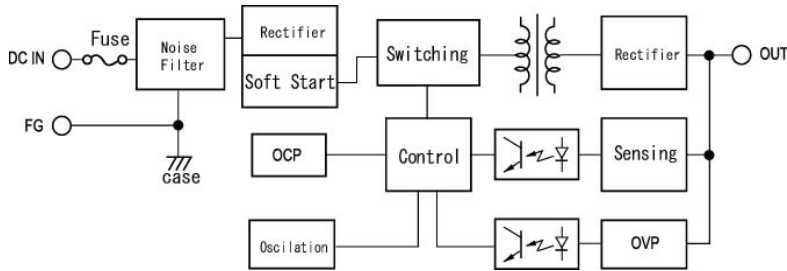 Fuse
DC IN
Noise
Filter
Rectifier
Soft Start
Switching
Rectifier
OUT
FG
case
OCP
Control
Sensing
Oscilation
OVP